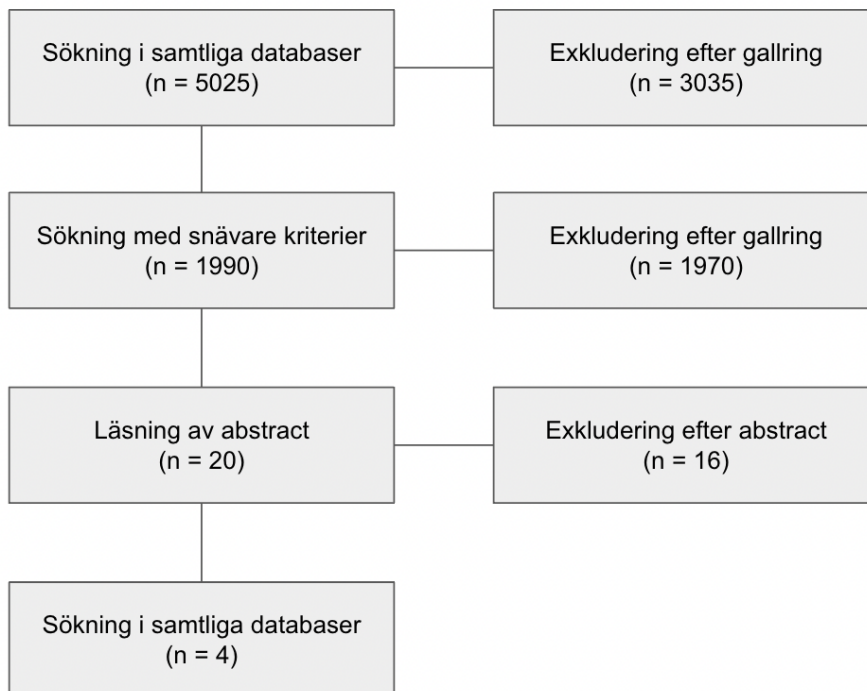 Sökning i samtliga databaser
(n = 5025)
Exkludering efter gallring
(n = 3035)
Sökning med snävare kriterier
(n = 1990)
Exkludering efter gallring
(n = 1970)
Läsning av abstract
(n = 20)
Exkludering efter abstract
(n = 16)
Sökning i samtliga databaser
(n = 4)